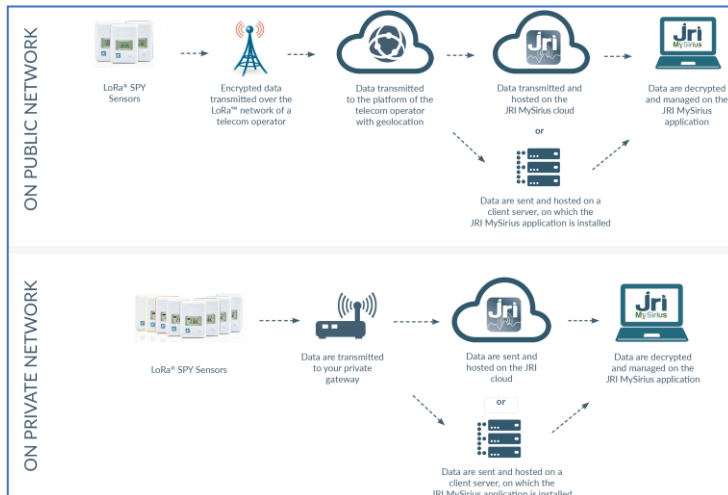 ON PUBLIC NETWORK
LoRa® SPY
Sensors
Encrypted data
transmitted over the
LoRa™ network of a
telecom operator
Data transmitted
to the platform of the
telecom operator
with geolocation
jri
Data transmitted and
hosted on the
JRI MySirius cloud
or
Data are sent and hosted on a
client server, on which the
JRI MySirius application is installed
jri
MySirius
Data are decrypted
and managed on the
JRI MySirius
application
ON PRIVATE NETWORK
LoRa® SPY Sensors
Data are transmitted
to your private
gateway
jri
Data are sent and
hosted on the JRI
cloud
or
Data are sent and hosted on a
client server, on which the
JRI MySirius application is installed
jri
MySirius
Data are decrypted
and managed on the
JRI MySirius application